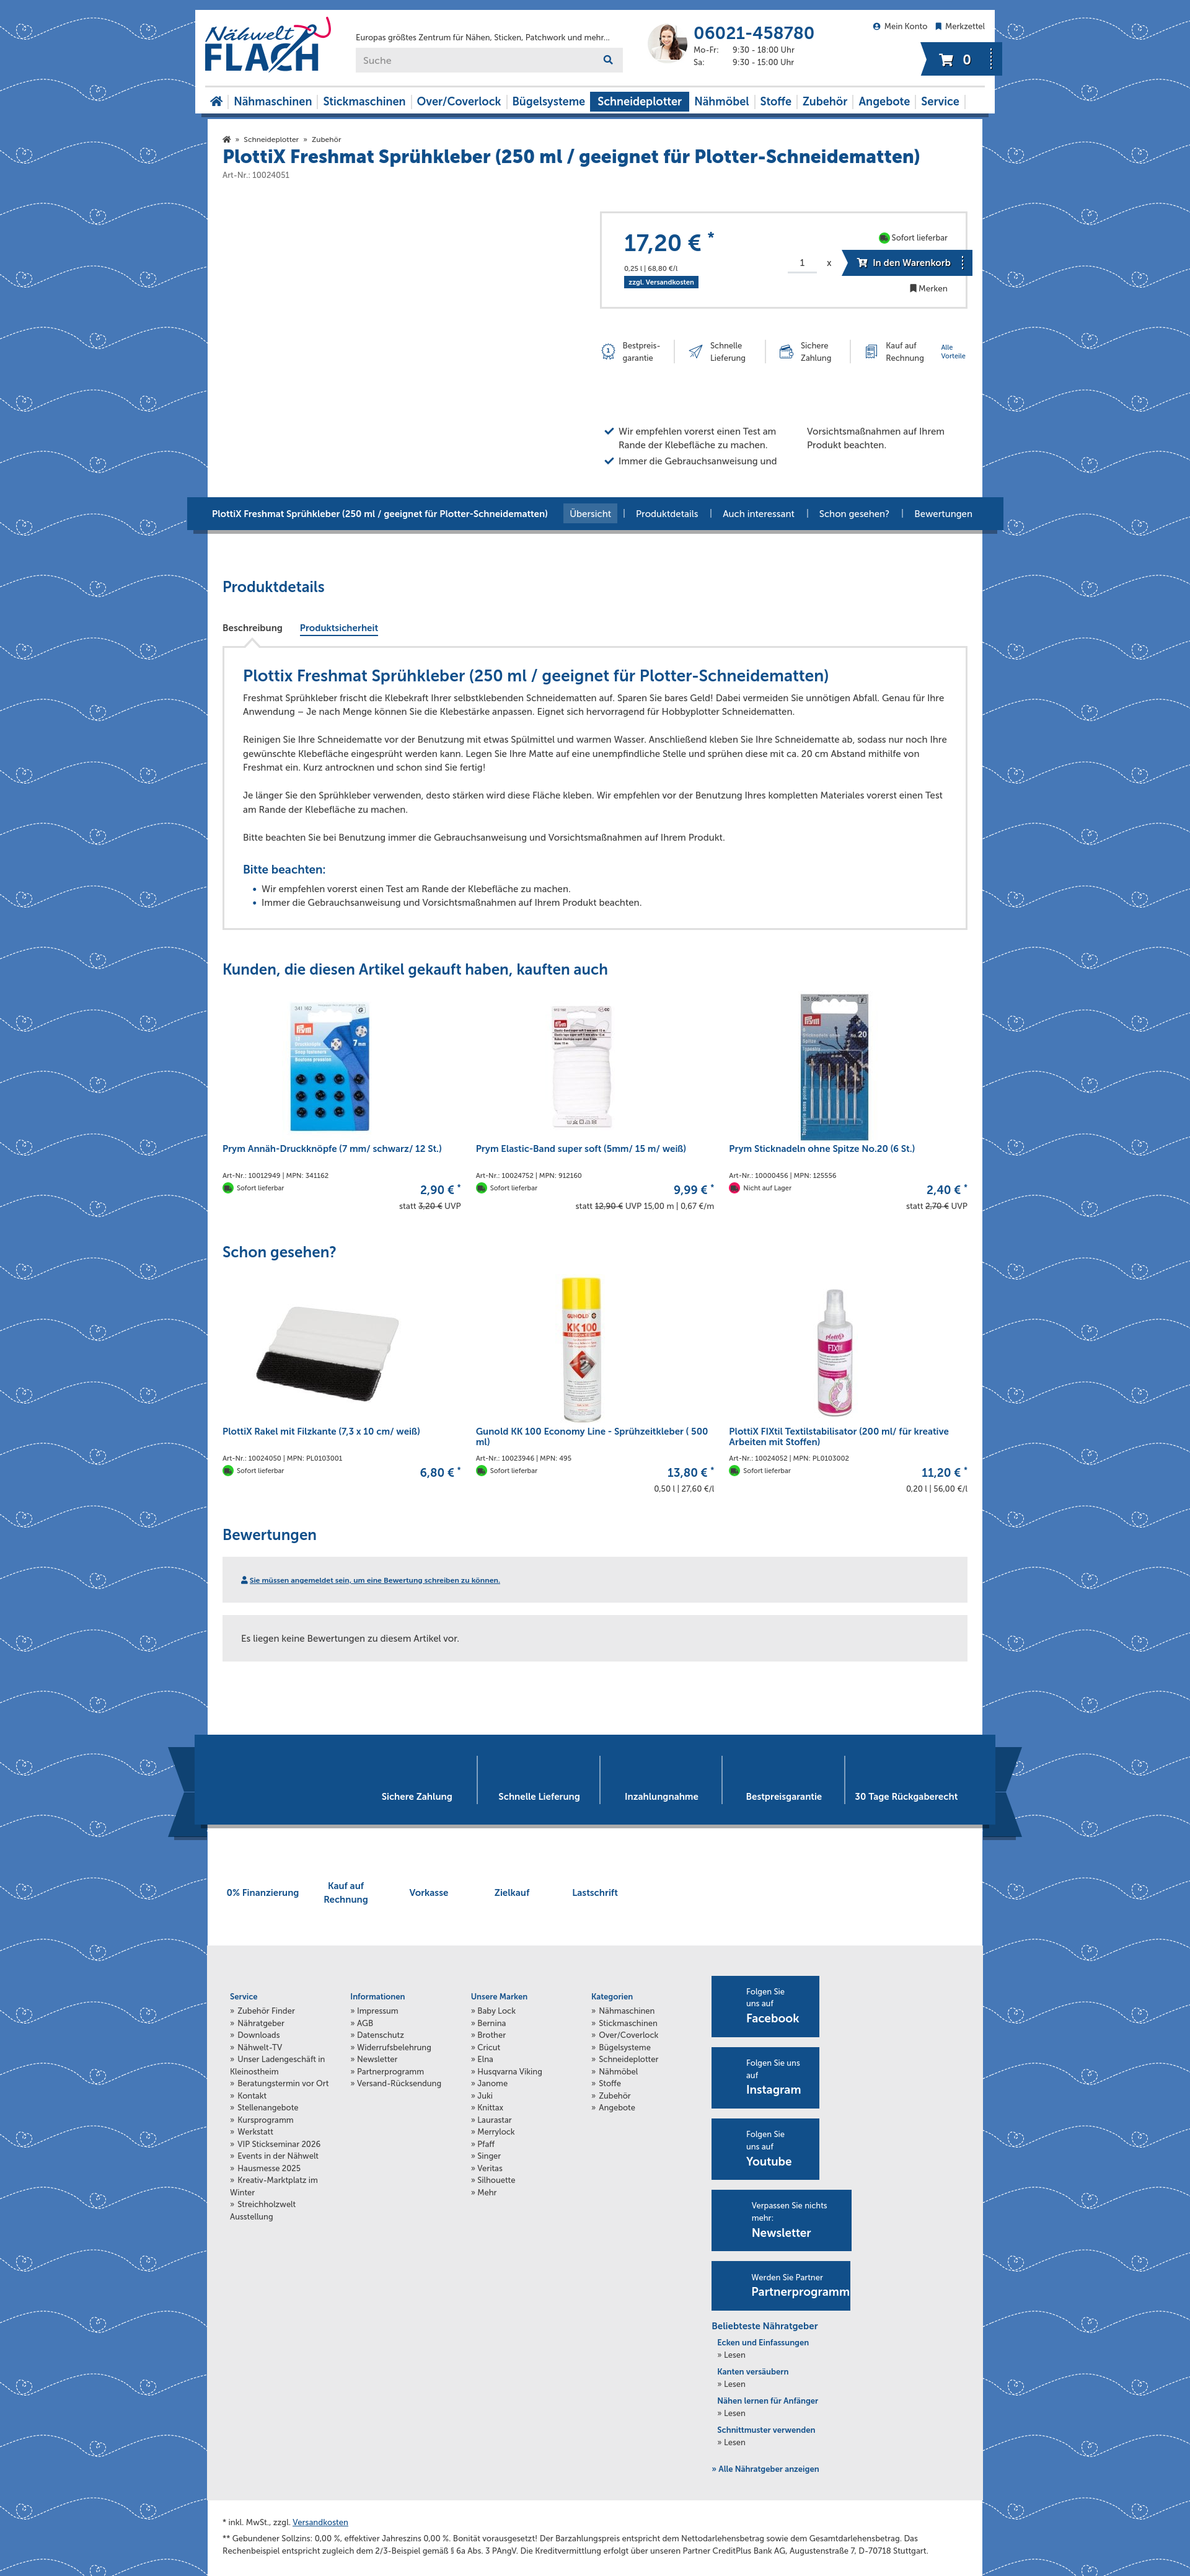 Nähwelt
FLACH
Europas größtes Zentrum für Nähen, Sticken, Patchwork und mehr...
Suche
06021-458780
Mo-Fr: 9:30 - 18:00 Uhr
Sa: 9:30 - 15:00 Uhr
Mein Konto Merkzettel
0
Nähmaschinen Stickmaschinen Over/Coverlock Bügelsysteme Schneideplotter Nähmöbel Stoffe Zubehör Angebote Service
» Schneideplotter » Zubehör
PlottiX Freshmat Sprühkleber (250 ml / geeignet für Plotter-Schneidematten)
Art-Nr.: 10024051
17,20 € *
0,25 l | 68,80 €/l
zzgl. Versandkosten
Sofort lieferbar
1 x In den Warenkorb
Merken
Bestpreis-
garantie
Schnelle
Lieferung
Sichere
Zahlung
Kauf auf
Rechnung
Alle
Vorteile
Wir empfehlen vorerst einen Test am
Rande der Klebefläche zu machen.
Immer die Gebrauchsanweisung und
Vorsichtsmaßnahmen auf Ihrem
Produkt beachten.
PlottiX Freshmat Sprühkleber (250 ml / geeignet für Plotter-Schneidematten) Übersicht | Produktdetails | Auch interessant | Schon gesehen? | Bewertungen
Produktdetails
Beschreibung Produktsicherheit
Plottix Freshmat Sprühkleber (250 ml / geeignet für Plotter-Schneidematten)
Freshmat Sprühkleber frischt die Klebekraft Ihrer selbstklebenden Schneidematten auf. Sparen Sie bares Geld! Dabei vermeiden Sie unnötigen Abfall. Genau für Ihre
Anwendung – Je nach Menge können Sie die Klebestärke anpassen. Eignet sich hervorragend für Hobbyplotter Schneidematten.
Reinigen Sie Ihre Schneidematte vor der Benutzung mit etwas Spülmittel und warmen Wasser. Anschließend kleben Sie Ihre Schneidematte ab, sodass nur noch Ihre
gewünschte Klebefläche eingesprüht werden kann. Legen Sie Ihre Matte auf eine unempfindliche Stelle und sprühen diese mit ca. 20 cm Abstand mithilfe von
Freshmat ein. Kurz antrocknen und schon sind Sie fertig!
Je länger Sie den Sprühkleber verwenden, desto stärken wird diese Fläche kleben. Wir empfehlen vor der Benutzung Ihres kompletten Materiales vorerst einen Test
am Rande der Klebefläche zu machen.
Bitte beachten Sie bei Benutzung immer die Gebrauchsanweisung und Vorsichtsmaßnahmen auf Ihrem Produkt.
Bitte beachten:
Wir empfehlen vorerst einen Test am Rande der Klebefläche zu machen.
Immer die Gebrauchsanweisung und Vorsichtsmaßnahmen auf Ihrem Produkt beachten.
Kunden, die diesen Artikel gekauft haben, kauften auch
Prym Annäh-Druckknöpfe (7 mm/ schwarz/ 12 St.)
Art-Nr.: 10012949 | MPN: 341162
Sofort lieferbar
2,90 € *
statt 3,20 € UVP
Prym Elastic-Band super soft (5mm/ 15 m/ weiß)
Art-Nr.: 10024752 | MPN: 912160
Sofort lieferbar
9,99 € *
statt 12,90 € UVP 15,00 m | 0,67 €/m
Prym Sticknadeln ohne Spitze No.20 (6 St.)
Art-Nr.: 10000456 | MPN: 125556
Nicht auf Lager
2,40 € *
statt 2,70 € UVP
Schon gesehen?
GUNOLD
KK 100
FIXtil
PlottiX Rakel mit Filzkante (7,3 x 10 cm/ weiß)
Art-Nr.: 10024050 | MPN: PL0103001
Sofort lieferbar
6,80 € *
Gunold KK 100 Economy Line - Sprühzeitkleber ( 500
ml)
Art-Nr.: 10023946 | MPN: 495
Sofort lieferbar
13,80 € *
0,50 l | 27,60 €/l
PlottiX FIXtil Textilstabilisator (200 ml/ für kreative
Arbeiten mit Stoffen)
Art-Nr.: 10024052 | MPN: PL0103002
Sofort lieferbar
11,20 € *
0,20 l | 56,00 €/l
Bewertungen
Sie müssen angemeldet sein, um eine Bewertung schreiben zu können.
Es liegen keine Bewertungen zu diesem Artikel vor.
Sichere Zahlung Schnelle Lieferung Inzahlungnahme Bestpreisgarantie 30 Tage Rückgaberecht
0% Finanzierung
Kauf auf
Rechnung
Vorkasse
Zielkauf
Lastschrift
Service
» Zubehör Finder
» Nähratgeber
» Downloads
» Nähwelt-TV
» Unser Ladengeschäft in
Kleinostheim
» Beratungstermin vor Ort
» Kontakt
» Stellenangebote
» Kursprogramm
» Werkstatt
» VIP Stickseminar 2026
» Events in der Nähwelt
» Hausmesse 2025
» Kreativ-Marktplatz im
Winter
» Streichholzwelt
Ausstellung
Informationen
» Impressum
» AGB
» Datenschutz
» Widerrufsbelehrung
» Newsletter
» Partnerprogramm
» Versand-Rücksendung
Unsere Marken
» Baby Lock
» Bernina
» Brother
» Cricut
» Elna
» Husqvarna Viking
» Janome
» Juki
» Knittax
» Laurastar
» Merrylock
» Pfaff
» Singer
» Veritas
» Silhouette
» Mehr
Kategorien
» Nähmaschinen
» Stickmaschinen
» Over/Coverlock
» Bügelsysteme
» Schneideplotter
» Nähmöbel
» Stoffe
» Zubehör
» Angebote
Folgen Sie
uns auf
Facebook
Folgen Sie uns
auf
Instagram
Folgen Sie
uns auf
Youtube
Verpassen Sie nichts
mehr:
Newsletter
Werden Sie Partner
Partnerprogramm
Beliebteste Nähratgeber
Ecken und Einfassungen
» Lesen
Kanten versäubern
» Lesen
Nähen lernen für Anfänger
» Lesen
Schnittmuster verwenden
» Lesen
» Alle Nähratgeber anzeigen
* inkl. MwSt., zzgl. Versandkosten
** Gebundener Sollzins: 0,00 %, effektiver Jahreszins 0,00 %. Bonität vorausgesetzt! Der Barzahlungspreis entspricht dem Nettodarlehensbetrag sowie dem Gesamtdarlehensbetrag. Das
Rechenbeispiel entspricht zugleich dem 2/3-Beispiel gemäß § 6a Abs. 3 PAngV. Die Kreditvermittlung erfolgt über unseren Partner CreditPlus Bank AG, Augustenstraße 7, D-70718 Stuttgart.